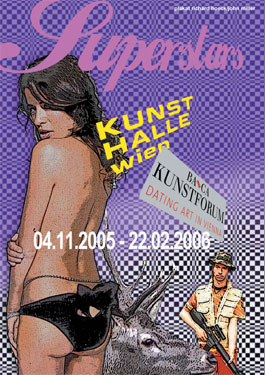 plakat richard hoeck/john miller
Superstars
KUNST
HALLE
wien
BA CA
KUNSTFORUM
DATING ART IN VIENNA
04.11.2005 - 22.02.2006